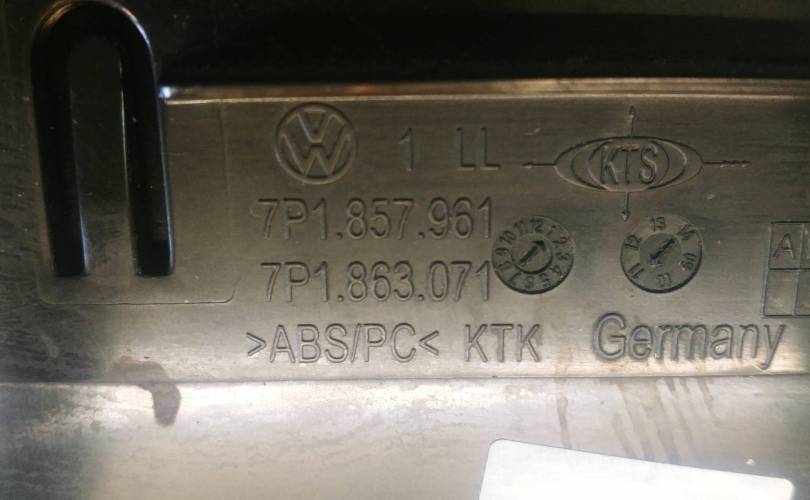 1 LL KTS
7P1.857.961
7P1.863.071
>ABS/PC< KTK Germany